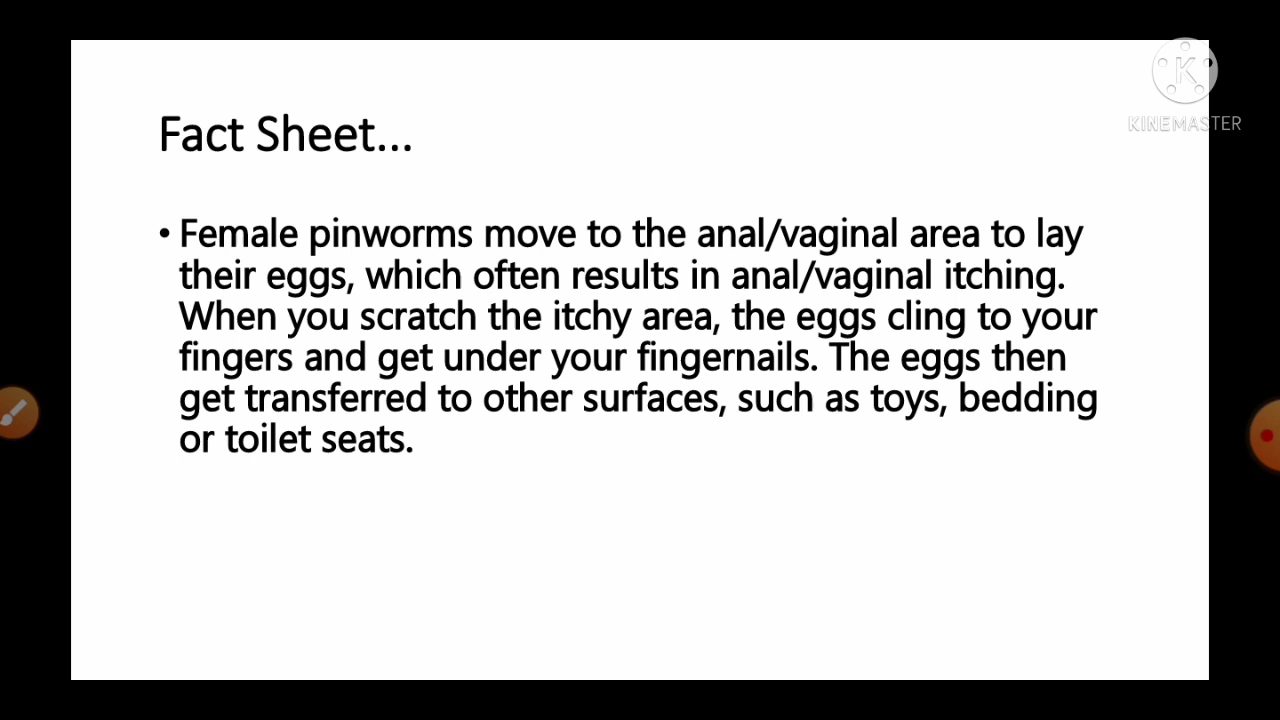 K
KINEMASTER
Fact Sheet...
• Female pinworms move to the anal/vaginal area to lay
their eggs, which often results in anal/vaginal itching.
When you scratch the itchy area, the eggs cling to your
fingers and get under your fingernails. The eggs then
get transferred to other surfaces, such as toys, bedding
or toilet seats.